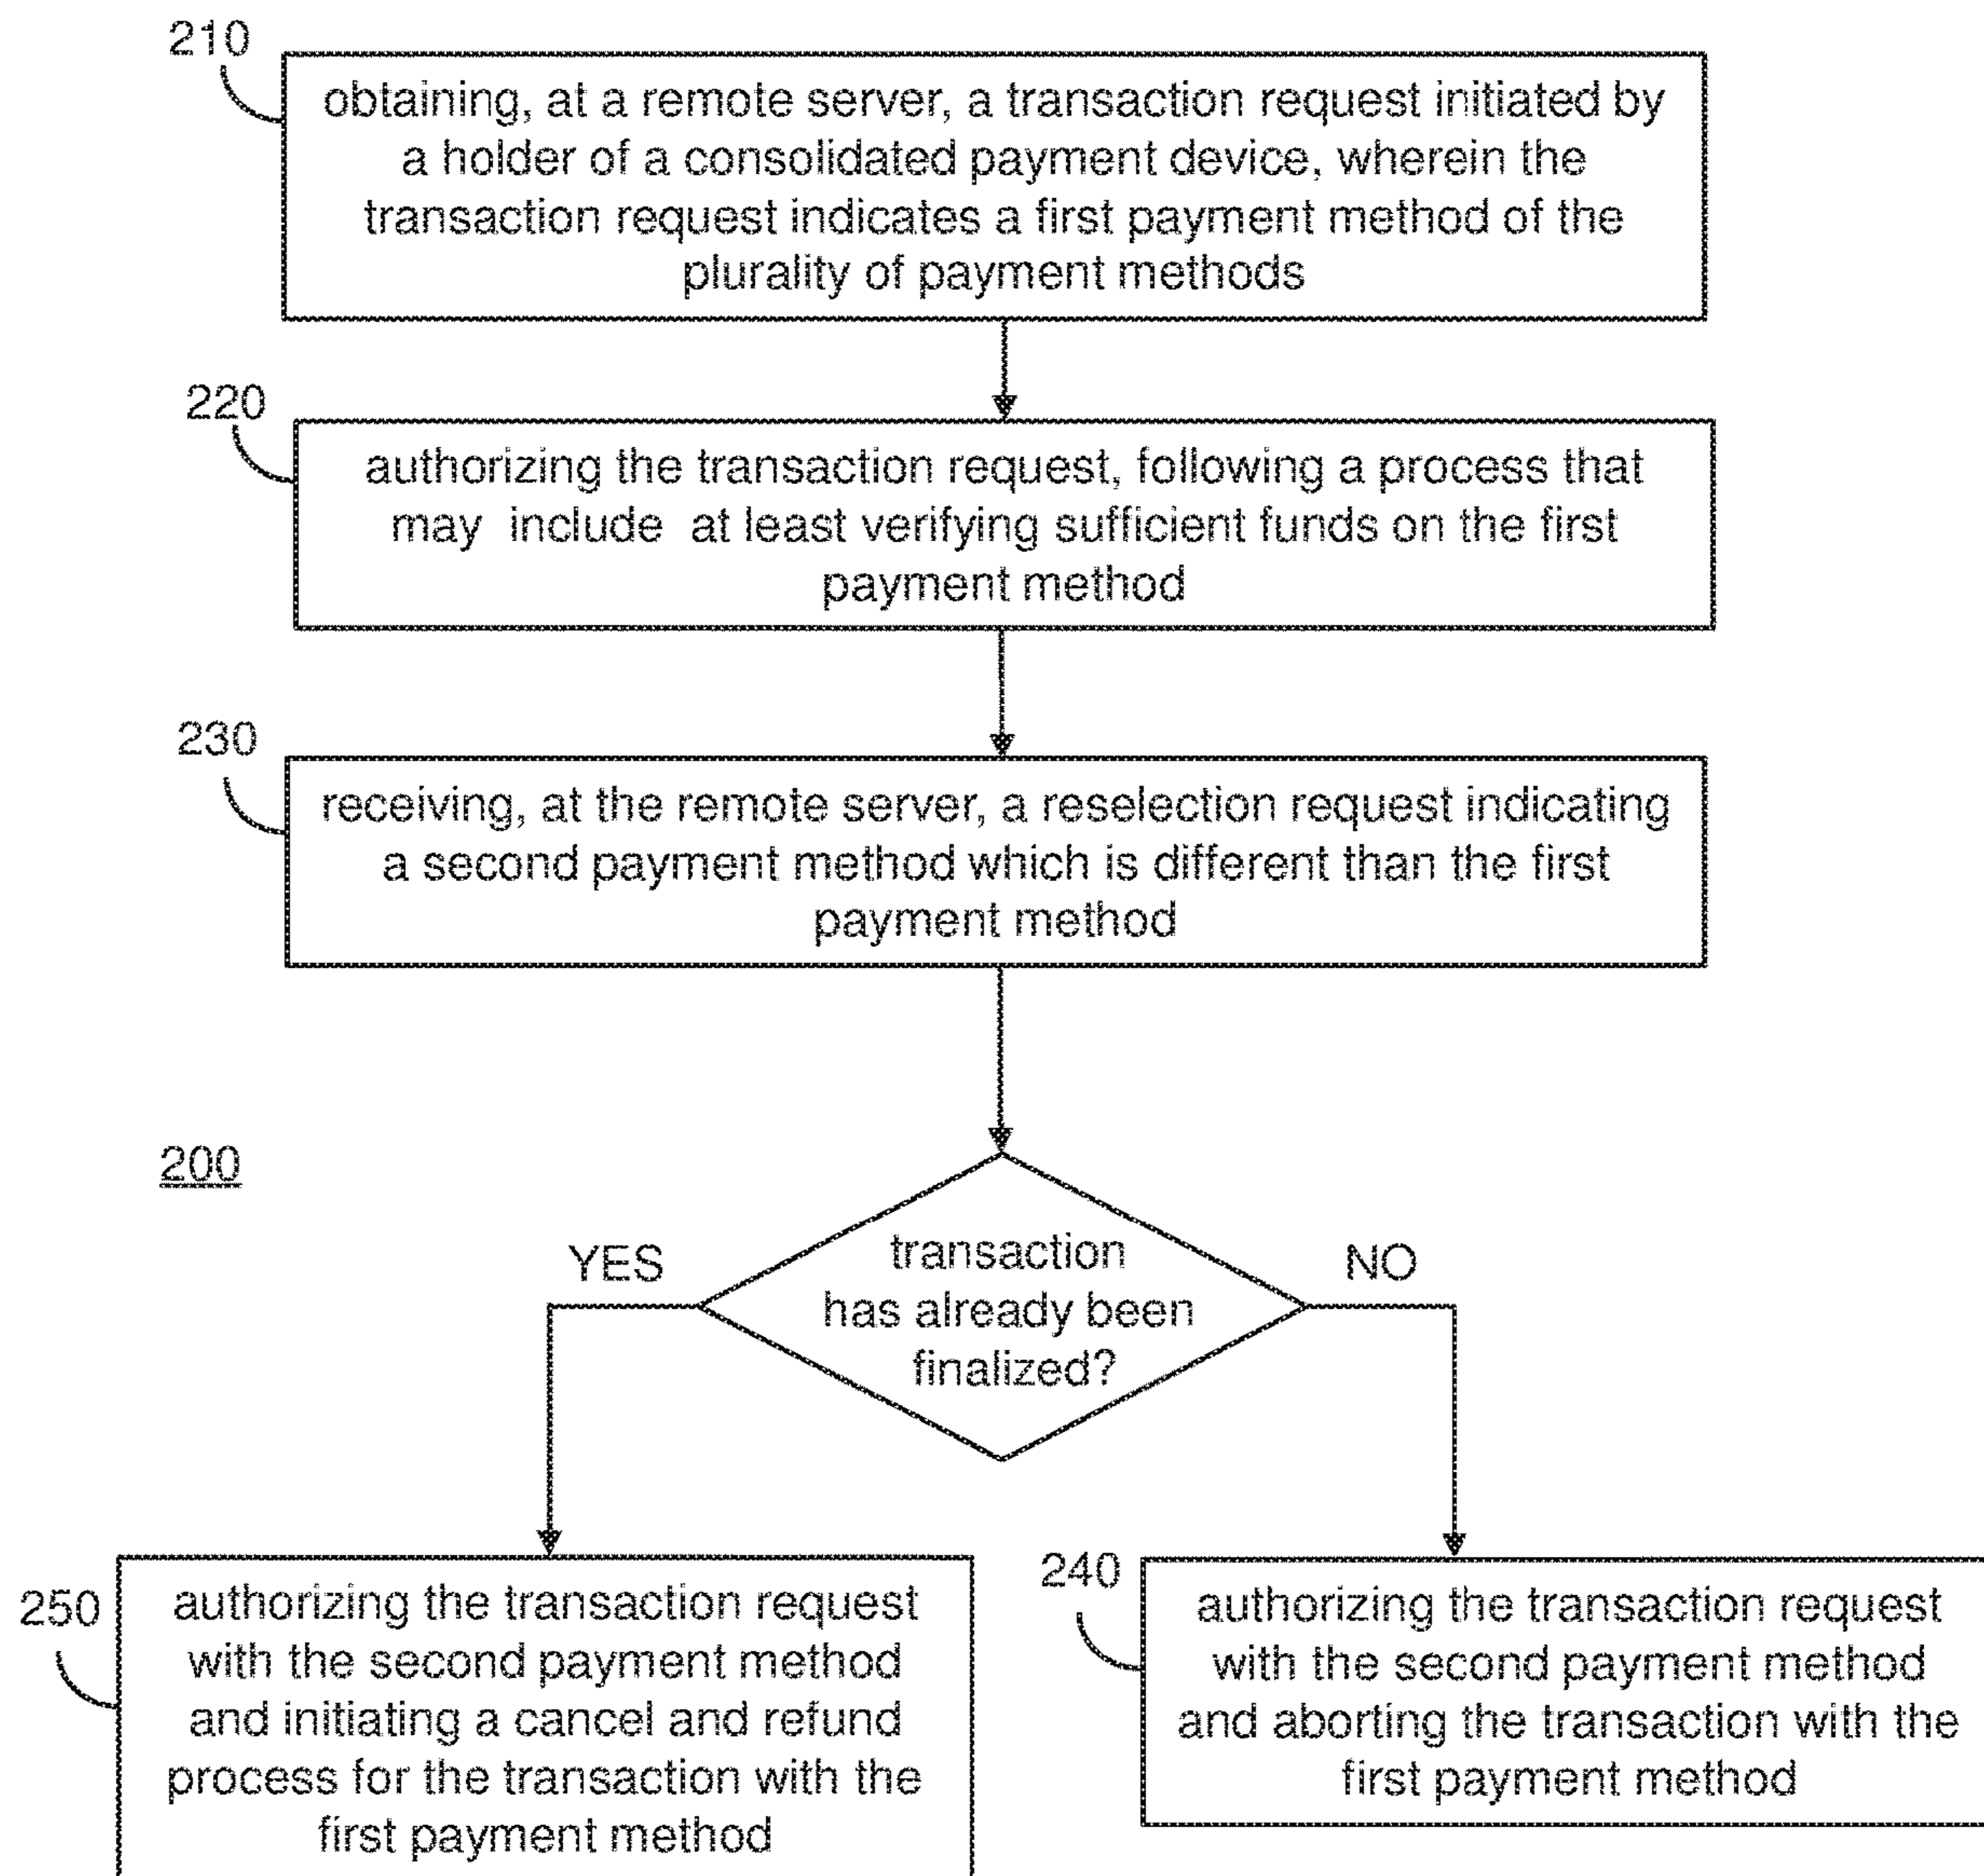 210
obtaining, at a remote server, a transaction request initiated by
a holder of a consolidated payment device, wherein the
transaction request indicates a first payment method of the
plurality of payment methods
220
authorizing the transaction request, following a process that
may include at least verifying sufficient funds on the first
payment method
230
receiving, at the remote server, a reselection request indicating
a second payment method which is different than the first
payment method
200
transaction
has already been
finalized?
YES
NO
250
authorizing the transaction request
with the second payment method
and initiating a cancel and refund
process for the transaction with the
first payment method
240
authorizing the transaction request
with the second payment method
and aborting the transaction with the
first payment method